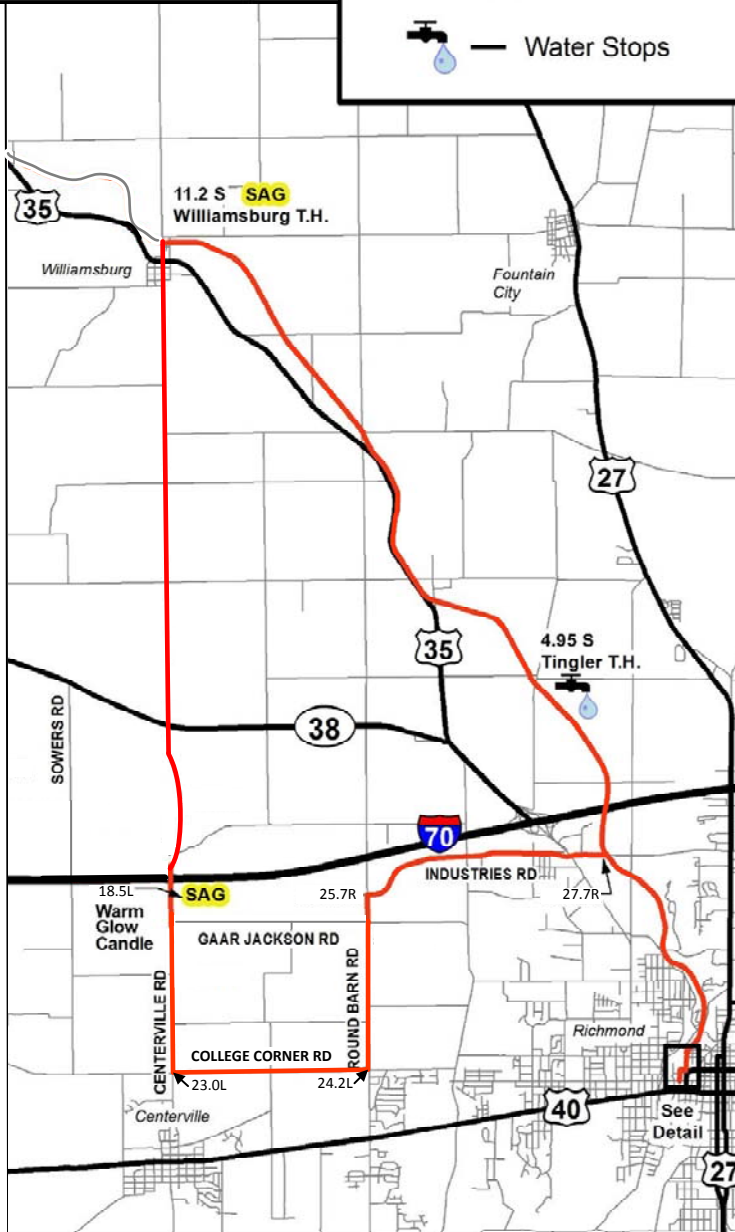 Water Stops
35
11.2 S SAG
Williamsburg T.H.
Williamsburg
Fountain
City
27
35
4.95 S
Tingler T.H.
SOWERS RD
38
70
INDUSTRIES RD
18.5L
SAG
25.7R
27.7R
Warm
Glow
Candle
GAAR JACKSON RD
CENTERVILLE RD
ROUND BARN RD
Richmond
COLLEGE CORNER RD
23.0L
24.2L
Centerville
40
See
Detail
27